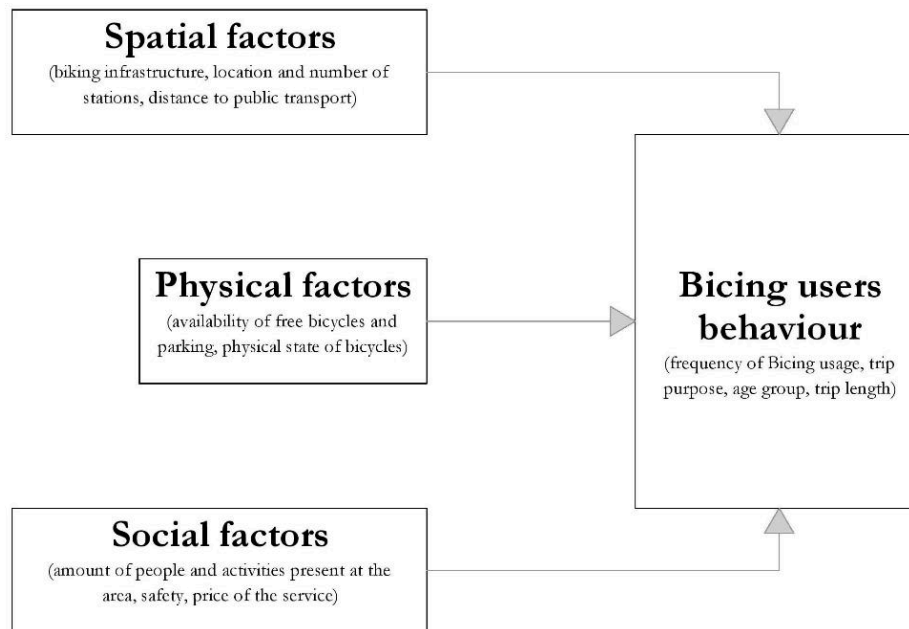 Spatial factors
(biking infrastructure, location and number of
stations, distance to public transport)
Physical factors
(availability of free bicycles and
parking, physical state of bicycles)
Bicing users
behaviour
(frequency of Bicing usage, trip
purpose, age group, trip length)
Social factors
(amount of people and activities present at the
area, safety, price of the service)